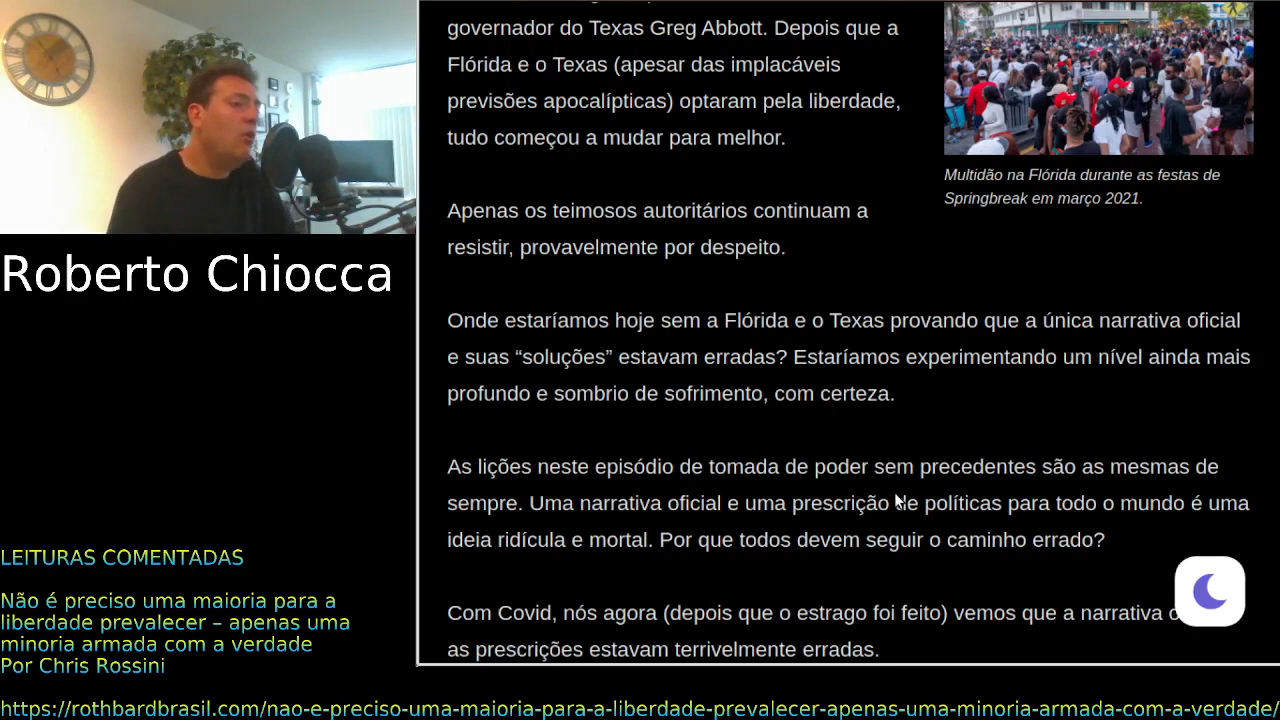 governador do Texas Greg Abbott. Depois que a
Flórida e o Texas (apesar das implacáveis
previsões apocalípticas) optaram pela liberdade,
tudo começou a mudar para melhor.
Multidão na Flórida durante as festas de
Springbreak em março 2021.
Apenas os teimosos autoritários continuam a
resistir, provavelmente por despeito.
Roberto Chiocca
Onde estaríamos hoje sem a Flórida e o Texas provando que a única narrativa oficial
e suas “soluções” estavam erradas? Estaríamos experimentando um nível ainda mais
profundo e sombrio de sofrimento, com certeza.
As lições neste episódio de tomada de poder sem precedentes são as mesmas de
sempre. Uma narrativa oficial e uma prescrição de políticas para todo o mundo é uma
ideia ridícula e mortal. Por que todos devem seguir o caminho errado?
Com Covid, nós agora (depois que o estrago foi feito) vemos que a narrativa
as prescrições estavam terrivelmente erradas.
LEITURAS COMENTADAS
Não é preciso uma maioria para a
liberdade prevalecer – apenas uma
minoria armada com a verdade
Por Chris Rossini
https://rothbardbrasil.com/nao-e-preciso-uma-maioria-para-a-liberdade-prevalecer-apenas-uma-minoria-armada-com-a-verdade/